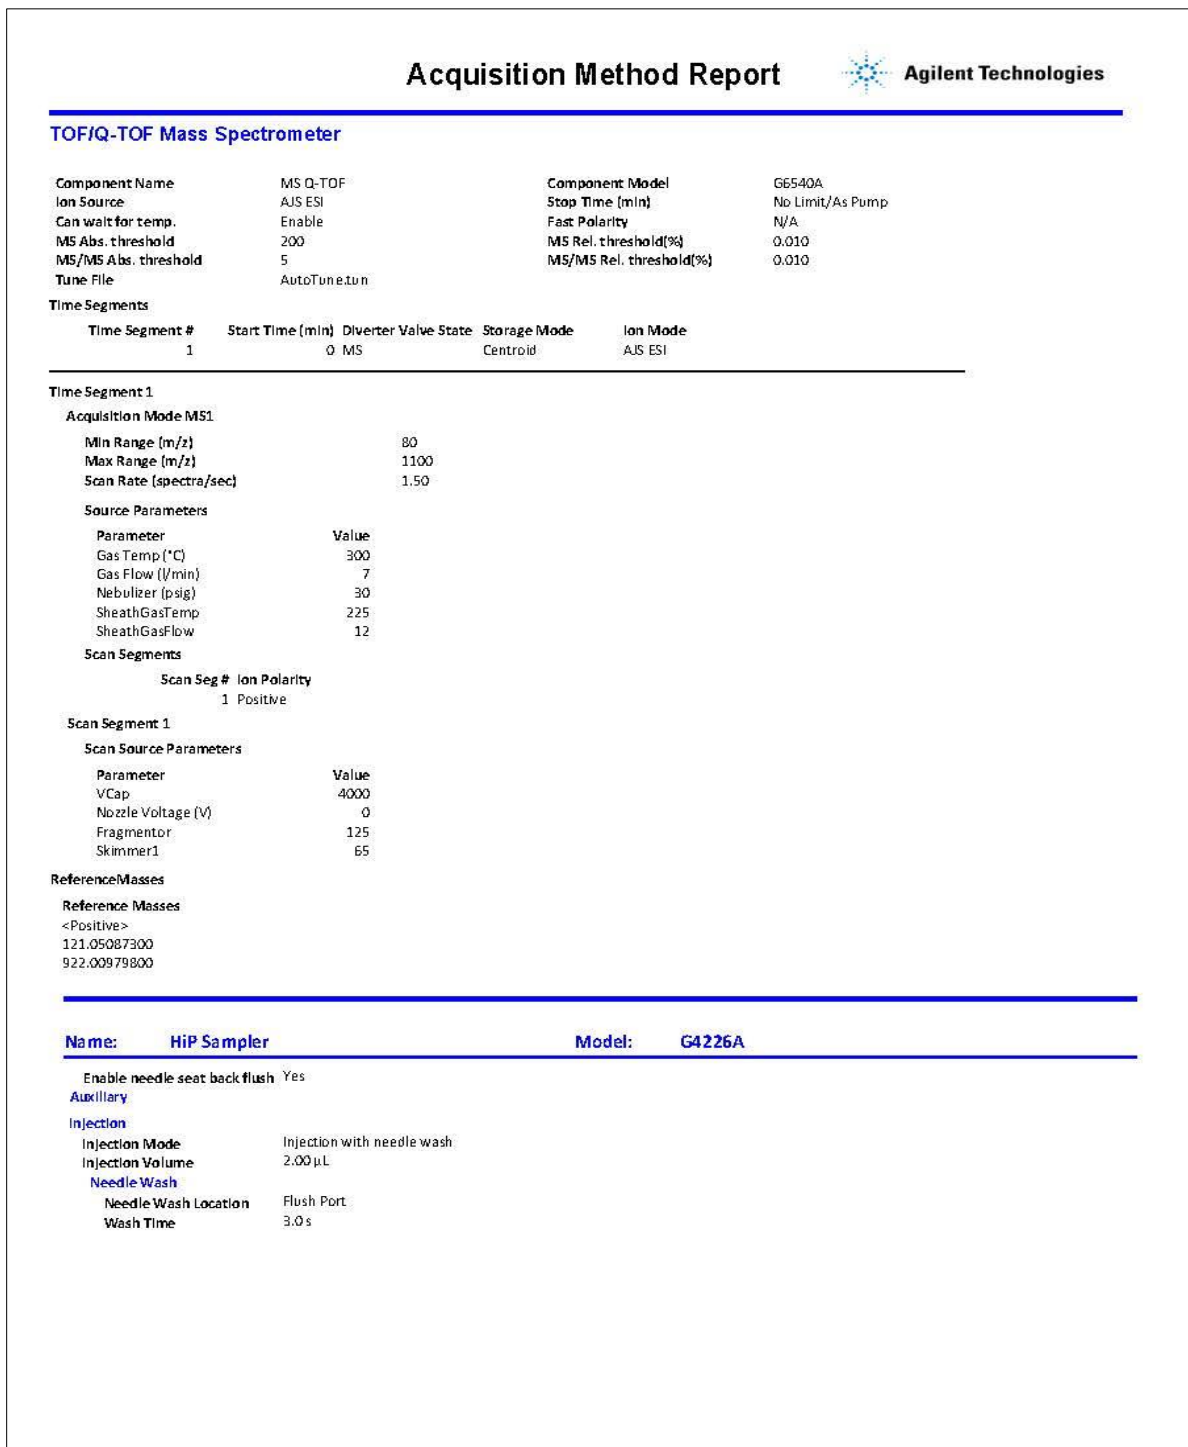 Acquisition Method Report
Agilent Technologies
TOF/Q-TOF Mass Spectrometer
Component Name MS Q-TOF Component Model G6540A
Ion Source AJS ESI Stop Time (min) No Limit/As Pump
Can wait for temp. Enable Fast Polarity N/A
MS Abs. threshold 200 MS Rel. threshold(%) 0.010
MS/MS Abs. threshold 5 MS/MS Rel. threshold(%) 0.010
Tune File AutoTune.tun
Time Segments
Time Segment # Start Time (min) Diverter Valve State Storage Mode Ion Mode
1 0 MS Centroid AJS ESI
Time Segment 1
Acquisition Mode MS1
Min Range (m/z) 80
Max Range (m/z) 1100
Scan Rate (spectra/sec) 1.50
Source Parameters
Parameter Value
Gas Temp (°C) 300
Gas Flow (l/min) 7
Nebulizer (psig) 30
SheathGasTemp 225
SheathGasFlow 12
Scan Segments
Scan Seg # Ion Polarity
1 Positive
Scan Segment 1
Scan Source Parameters
Parameter Value
VCap 4000
Nozzle Voltage (V) 0
Fragmentor 125
Skimmer1 65
ReferenceMasses
Reference Masses
<Positive>
121.05087300
922.00979800
Name: HiP Sampler Model: G4226A
Enable needle seat back flush Yes
Auxiliary
Injection
Injection Mode Injection with needle wash
Injection Volume 2.00 µL
Needle Wash
Needle Wash Location Flush Port
Wash Time 3.0 s